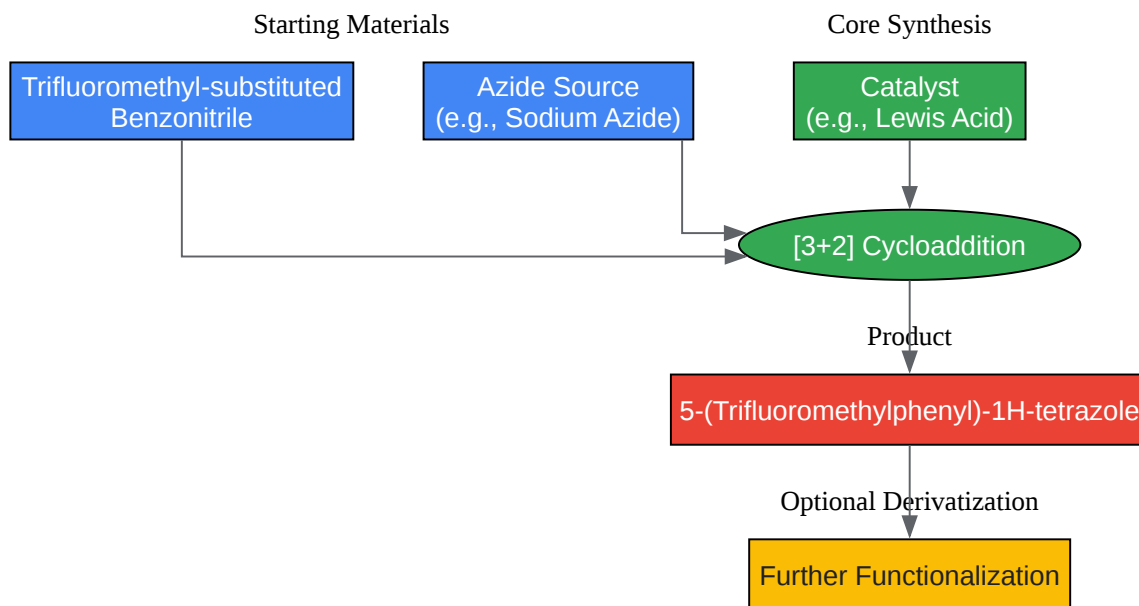 Starting Materials
Core Synthesis
Trifluoromethyl-substituted
Benzonitrile
Azide Source
(e.g., Sodium Azide)
Catalyst
(e.g., Lewis Acid)
[3+2] Cycloaddition
Product
5-(Trifluoromethylphenyl)-1H-tetrazole
Optional Derivatization
Further Functionalization